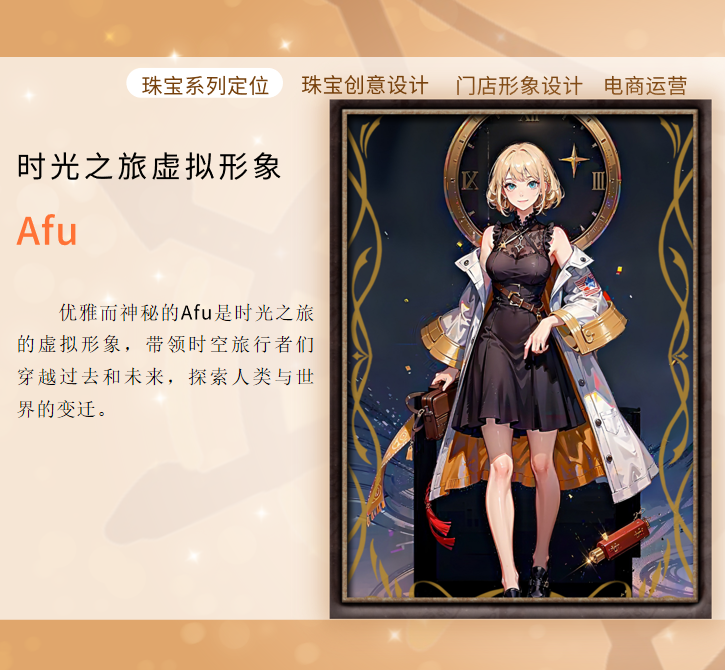 珠宝系列定位 珠宝创意设计 门店形象设计 电商运营
时光之旅虚拟形象
Afu
优雅而神秘的Afu是时光之旅
的虚拟形象，带领时空旅行者们
穿越过去和未来，探索人类与世
界的变迁。
XII
IX III